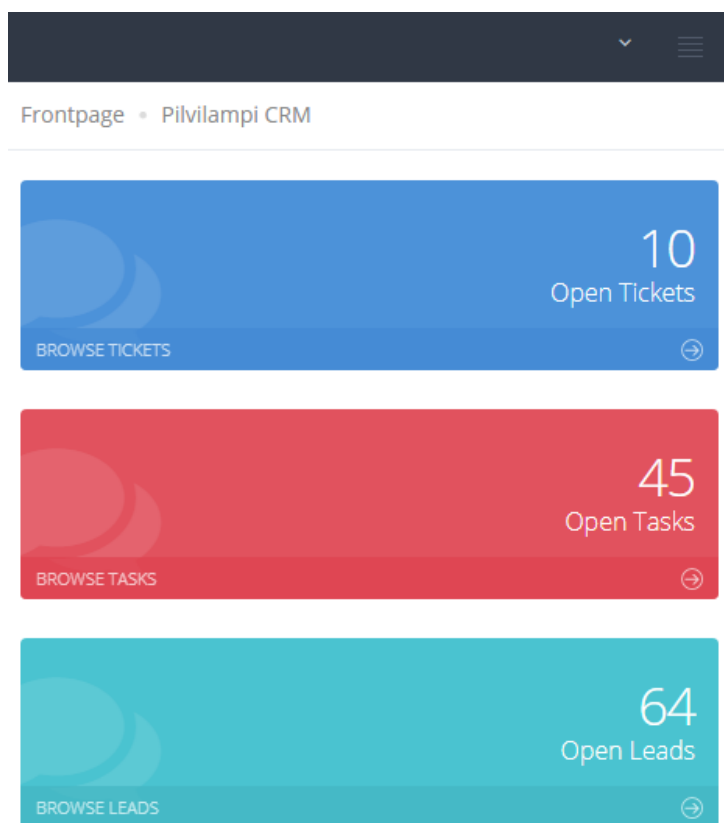 Frontpage • Pilvilampi CRM
10
Open Tickets
BROWSE TICKETS
45
Open Tasks
BROWSE TASKS
64
Open Leads
BROWSE LEADS